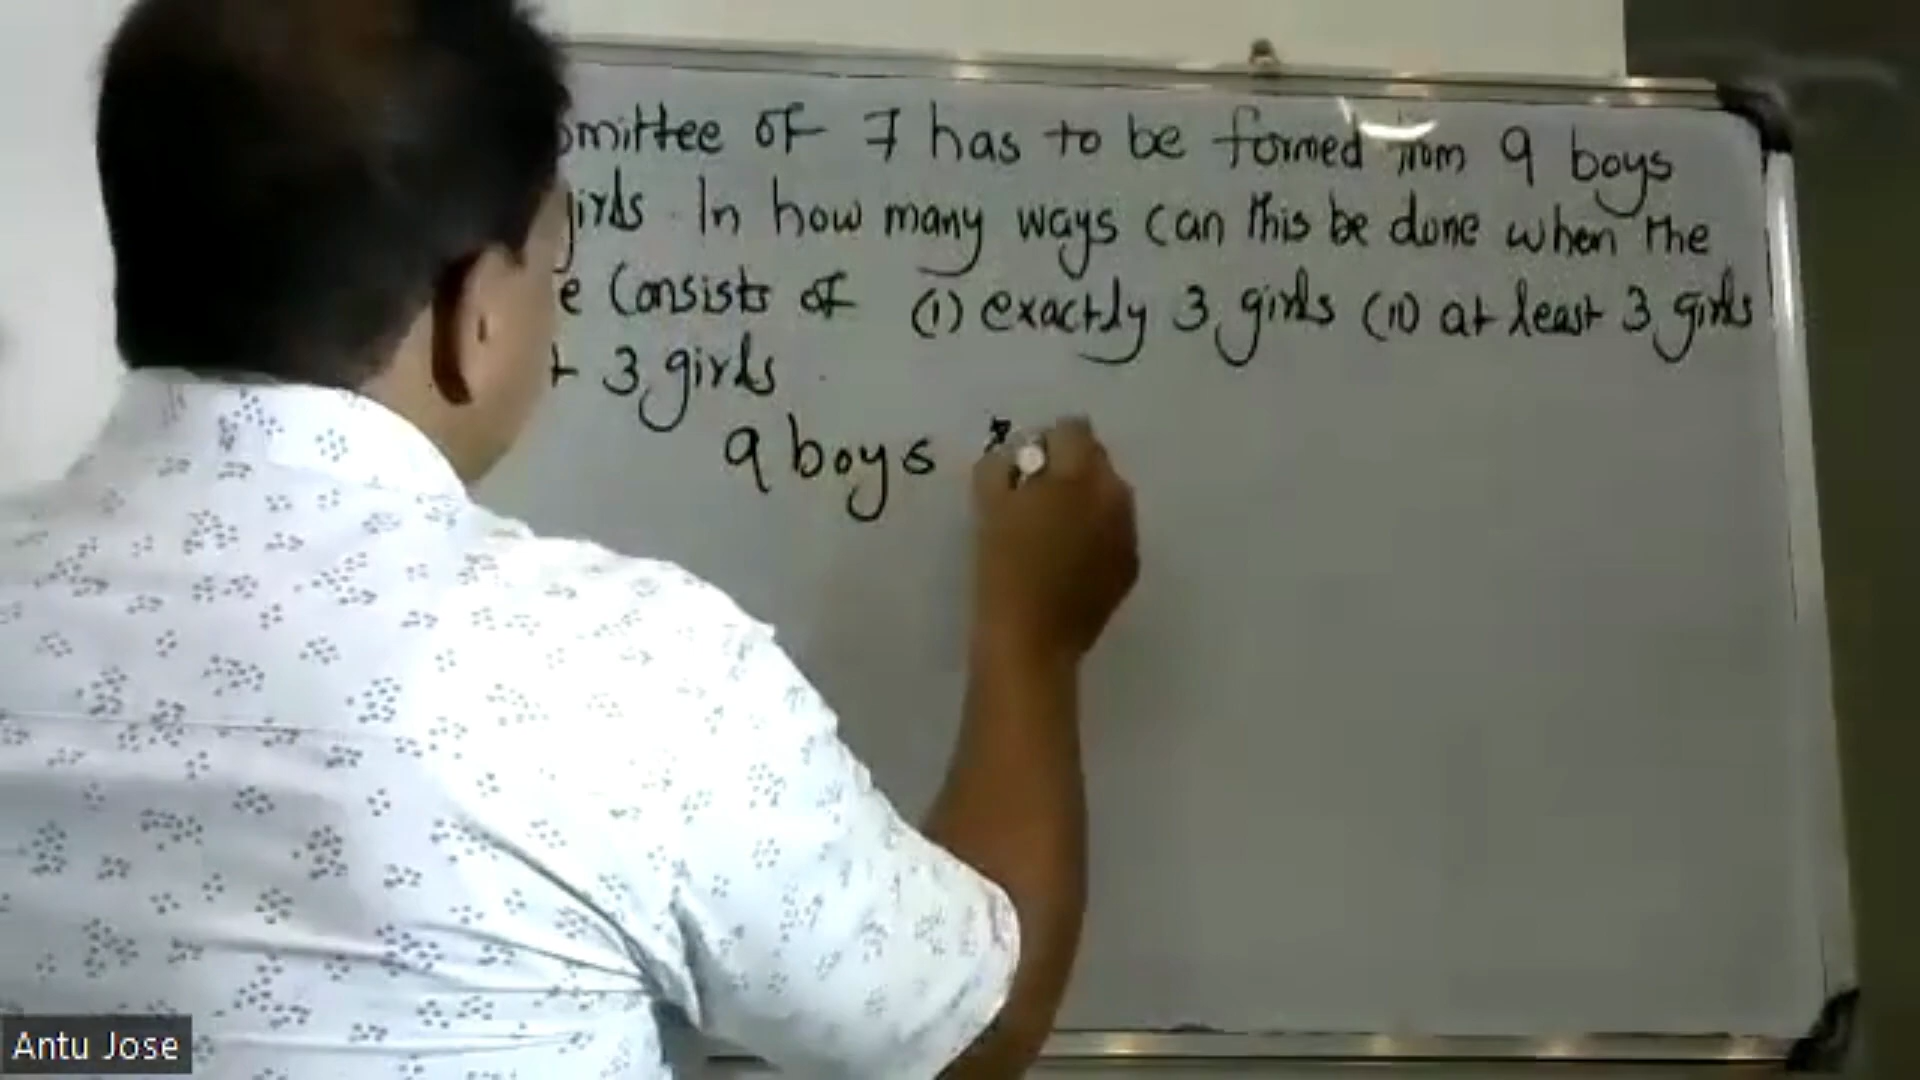 omittee of 7 has to be formed from 9 boys
girls. In how many ways can this be done when the
e consists of (i) exactly 3 girls (ii) at least 3 girls
t 3 girls
9 boys
Antu Jose